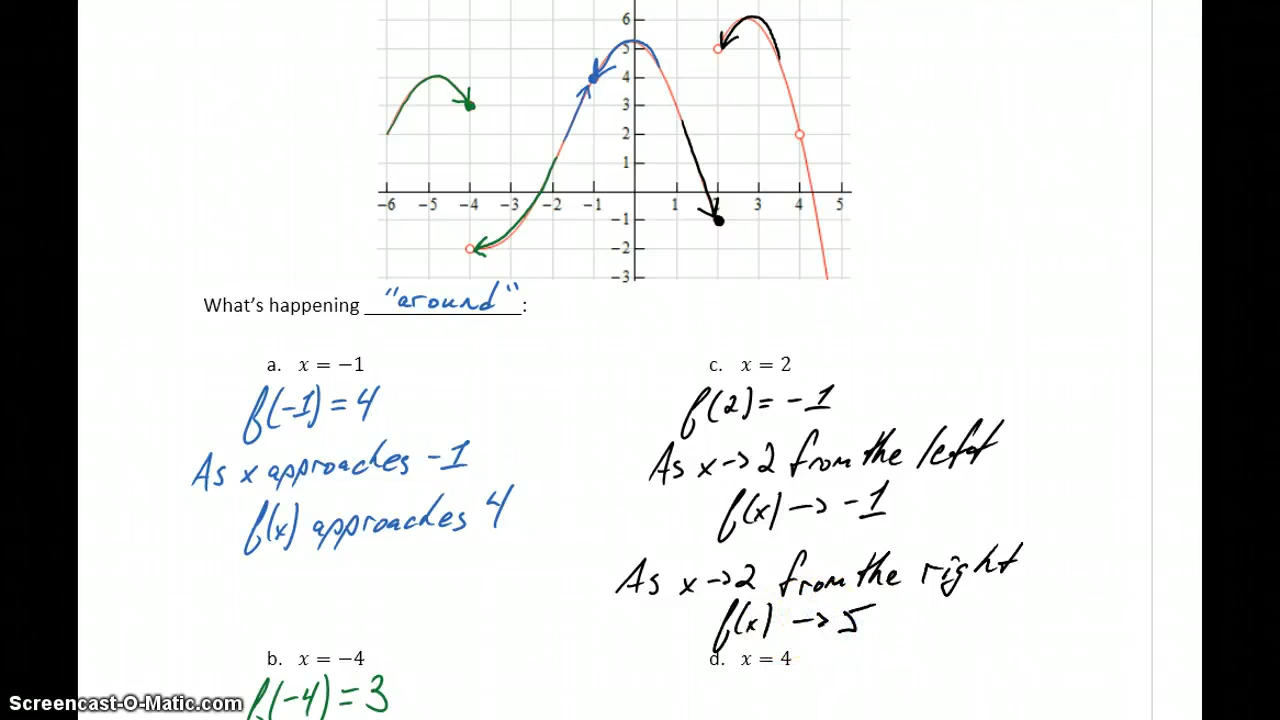 6
5
4
3
2
1
-6 -5 -4 -3 -2 -1 1 2 3 4 5
-1
-2
-3
What's happening "around" :
a. x = −1
f(-1) = 4
As x approaches -1
f(x) approaches 4
c. x = 2
f(2) = -1
As x → 2 from the left
f(x) → -1
As x → 2 from the right
f(x) → 5
b. x = −4
f(-4) = 3
d. x = 4
Screencast-O-Matic.com